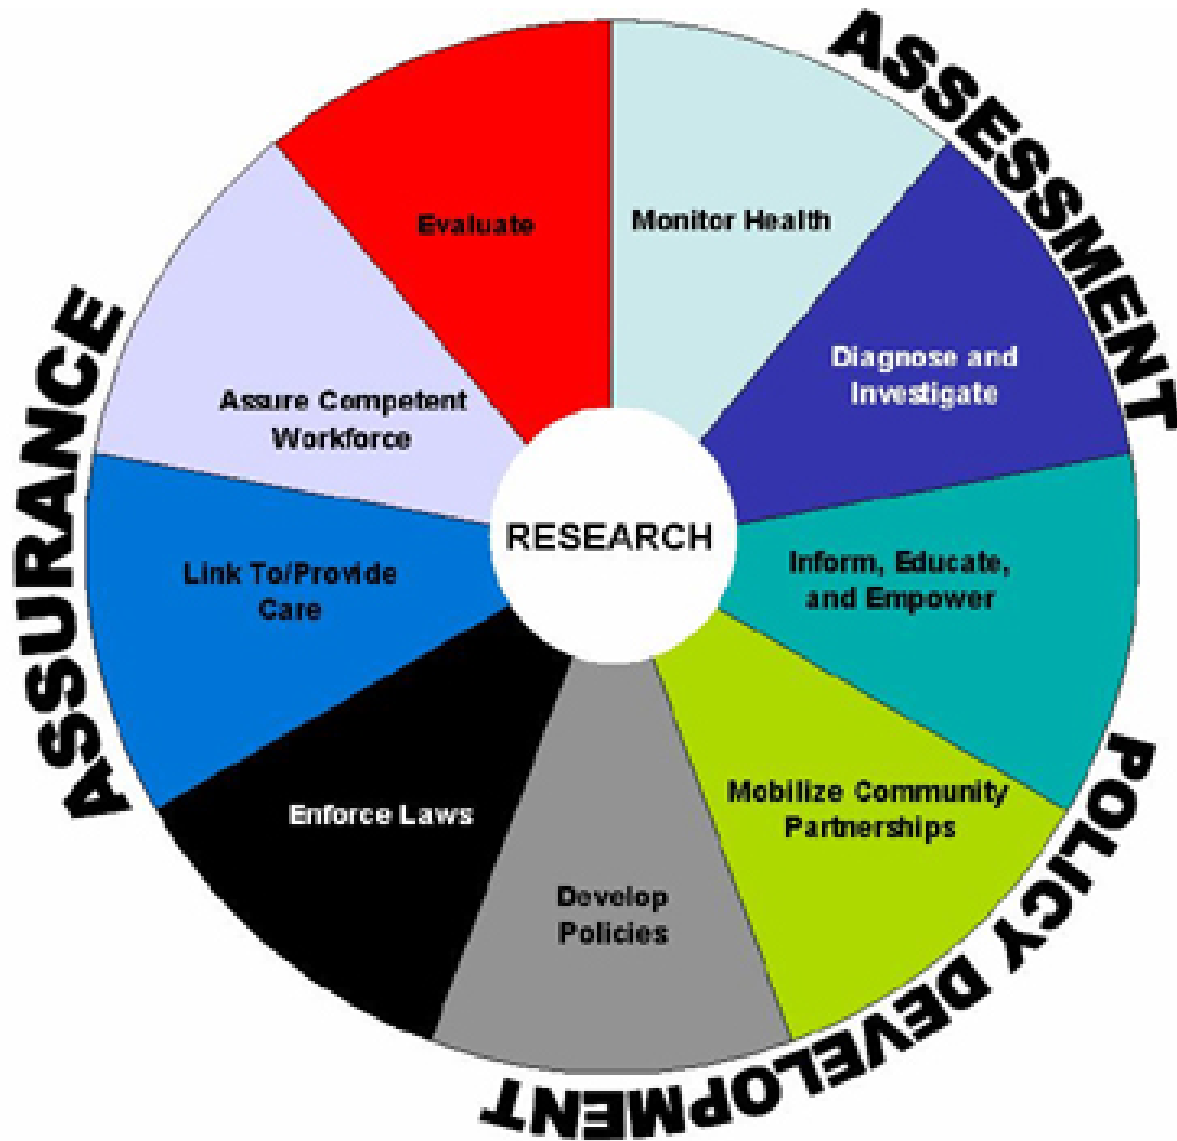 ASSESSMENT
Monitor Health
Diagnose and
Investigate
Inform, Educate,
and Empower
POLICY DEVELOPMENT
Mobilize Community
Partnerships
Develop
Policies
Enforce Laws
ASSURANCE
Link To/Provide
Care
Assure Competent
Workforce
Evaluate
RESEARCH